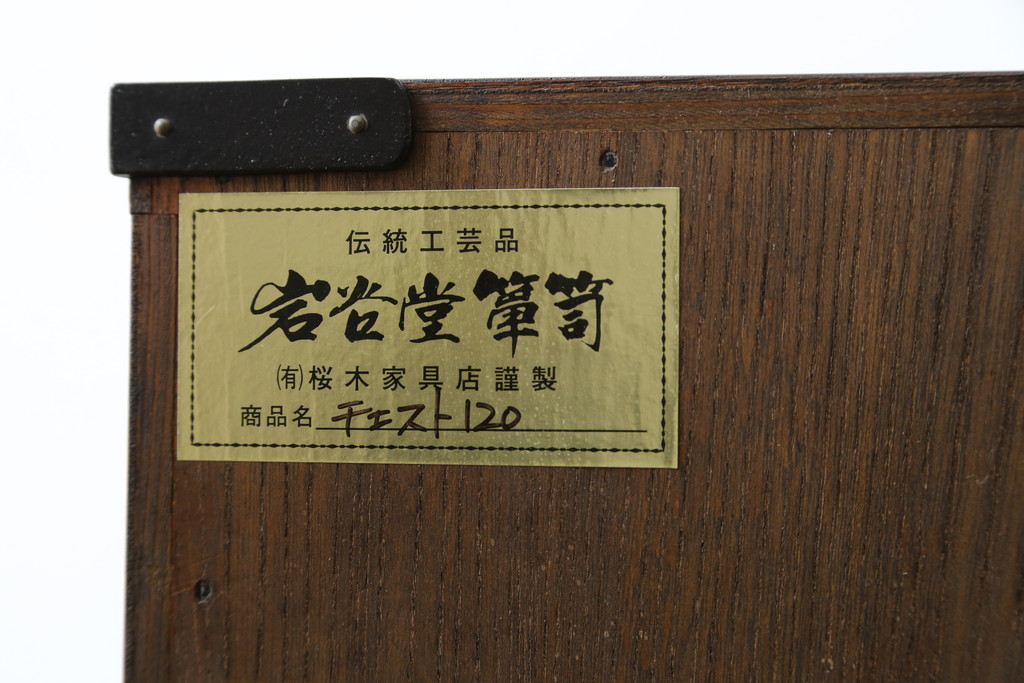 伝統工芸品
岩谷堂箪笥
㈲桜木家具店謹製
商品名 チェスト120